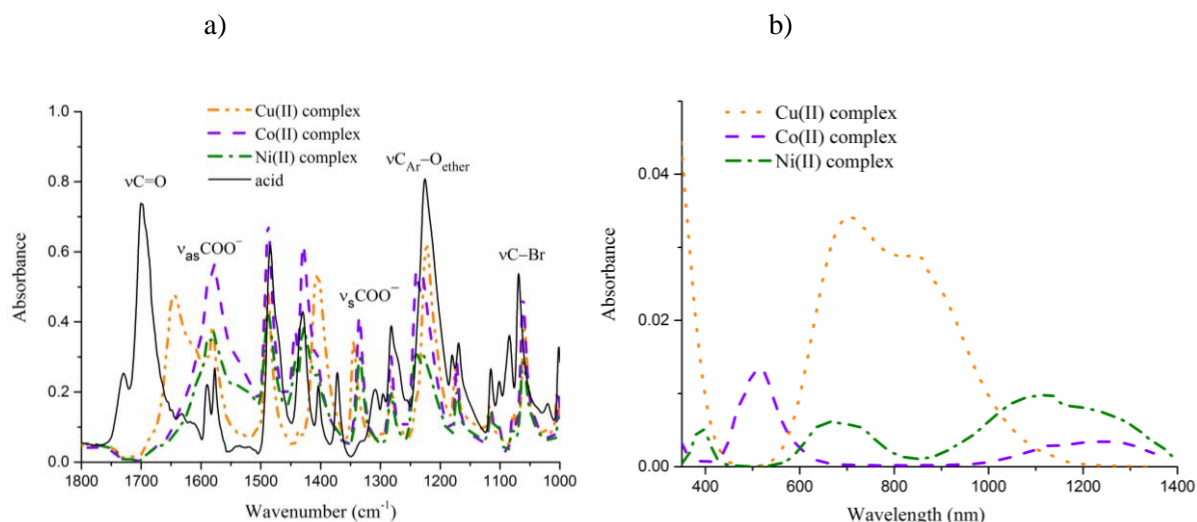 a)
b)
Cu(II) complex
Co(II) complex
Ni(II) complex
acid
νC=O
νasCOO⁻
νC_Ar–O_ether
νsCOO⁻
νC–Br
1.0
0.8
0.6
0.4
0.2
0.0
Absorbance
1800 1700 1600 1500 1400 1300 1200 1100 1000
Wavenumber (cm⁻¹)
Cu(II) complex
Co(II) complex
Ni(II) complex
0.04
0.02
0.00
Absorbance
400 600 800 1000 1200 1400
Wavelength (nm)